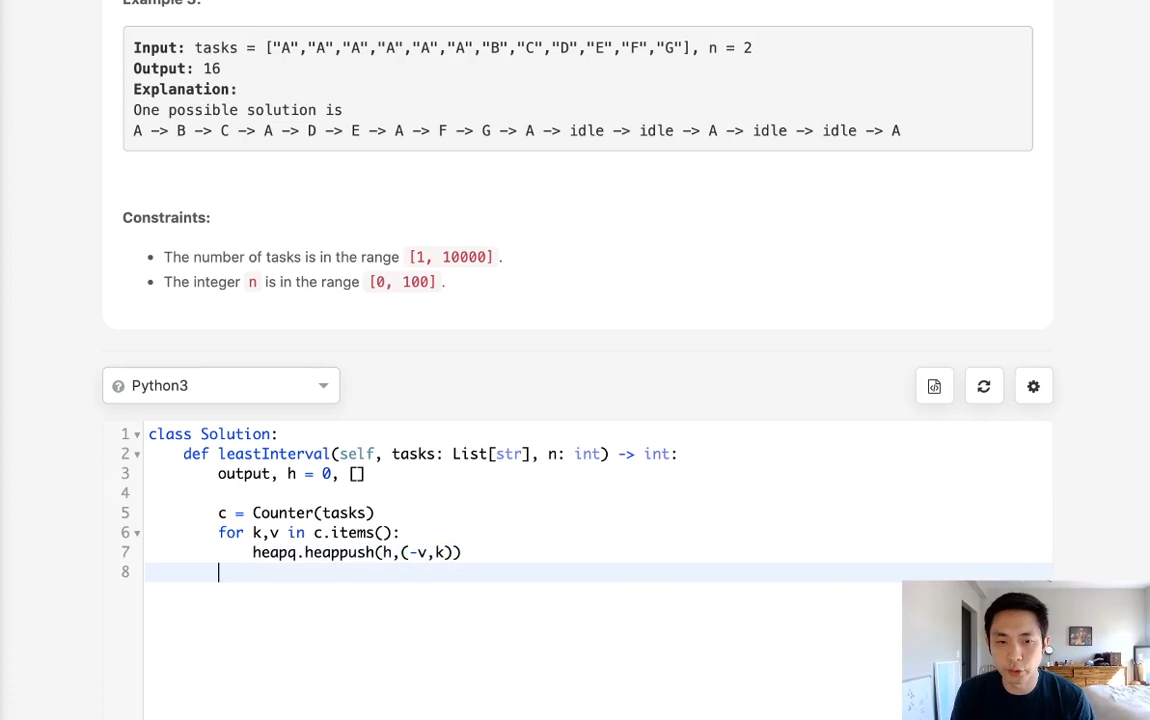 Example 3:
Input: tasks = ["A","A","A","A","A","A","B","C","D","E","F","G"], n = 2
Output: 16
Explanation:
One possible solution is
A -> B -> C -> A -> D -> E -> A -> F -> G -> A -> idle -> idle -> A -> idle -> idle -> A
Constraints:
• The number of tasks is in the range [1, 10000].
• The integer n is in the range [0, 100].
Python3
1 class Solution:
2 def leastInterval(self, tasks: List[str], n: int) -> int:
3 output, h = 0, []
4
5 c = Counter(tasks)
6 for k,v in c.items():
7 heapq.heappush(h,(-v,k))
8